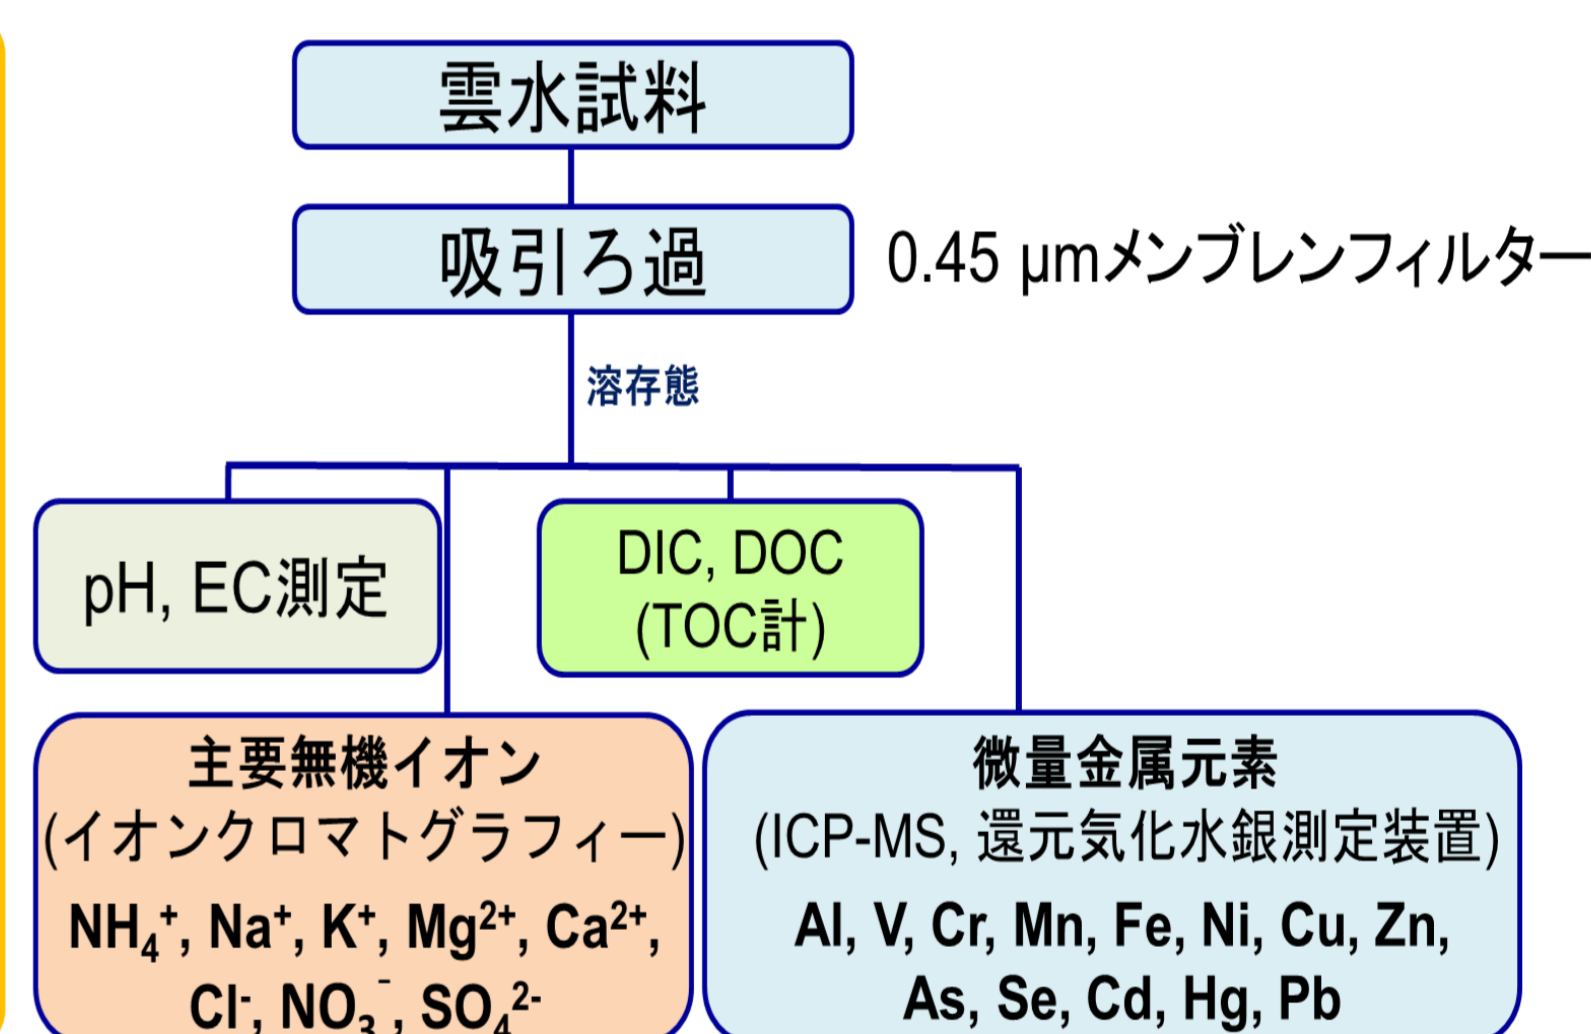 雲水試料
吸引ろ過
0.45 μmメンブレンフィルター
溶存態
pH, EC測定
DIC, DOC
(TOC計)
主要無機イオン
(イオンクロマトグラフィー)
NH₄⁺, Na⁺, K⁺, Mg²⁺, Ca²⁺,
Cl⁻, NO₃⁻, SO₄²⁻
微量金属元素
(ICP-MS, 還元気化水銀測定装置)
Al, V, Cr, Mn, Fe, Ni, Cu, Zn,
As, Se, Cd, Hg, Pb